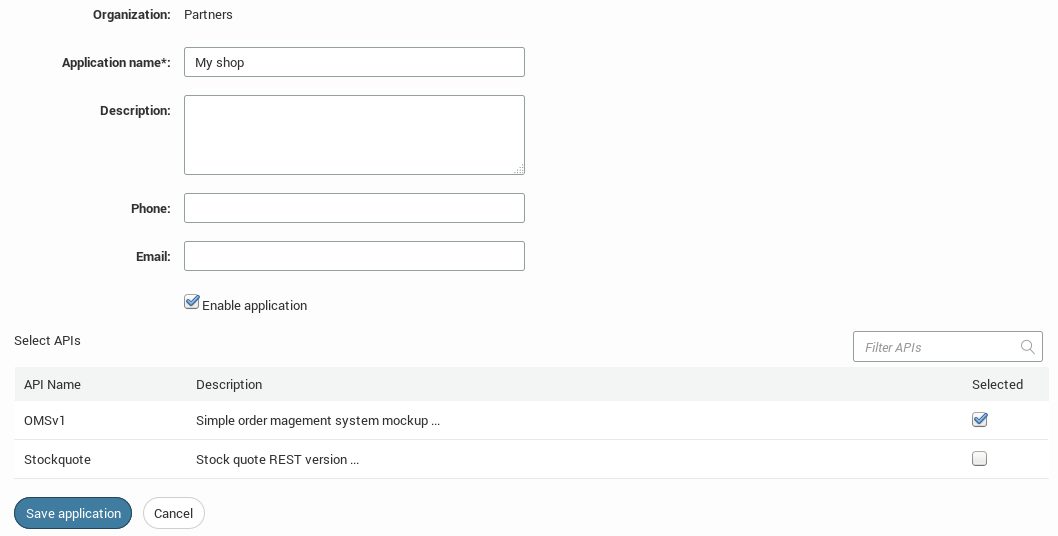 Organization: Partners
Application name*: My shop
Description:
Phone:
Email:
Enable application
Select APIs
Filter APIs
API Name Description Selected
OMSv1 Simple order magement system mockup ...
Stockquote Stock quote REST version ...
Save application Cancel